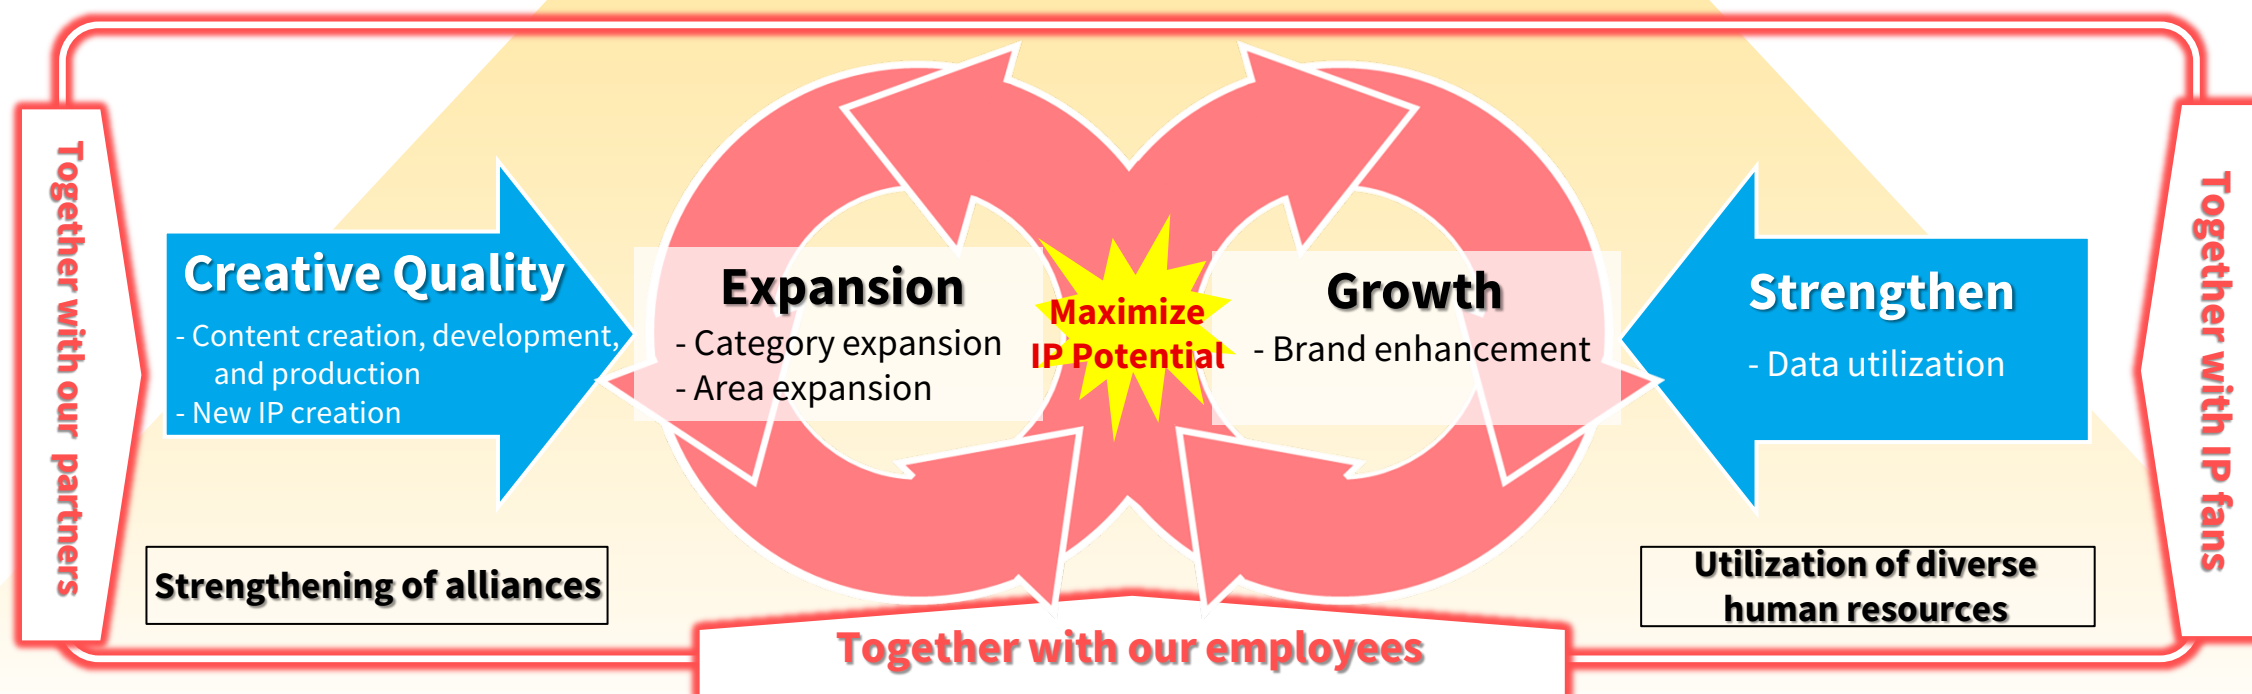 Together with our partners
Creative Quality
- Content creation, development,
and production
- New IP creation
Strengthening of alliances
Expansion
- Category expansion
- Area expansion
Maximize
IP Potential
Growth
- Brand enhancement
Strengthen
- Data utilization
Utilization of diverse
human resources
Together with IP fans
Together with our employees